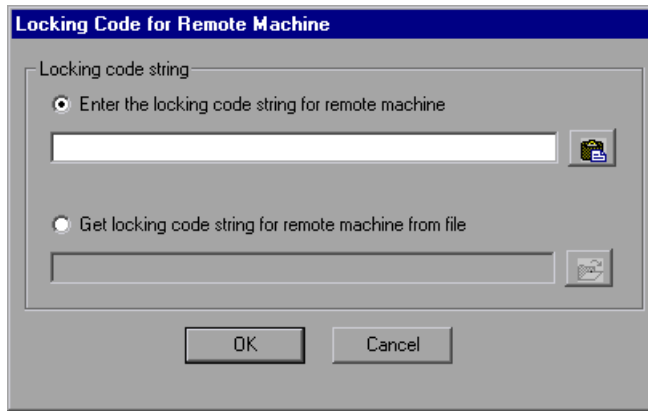 Locking Code for Remote Machine
Locking code string
Enter the locking code string for remote machine
Get locking code string for remote machine from file
OK
Cancel